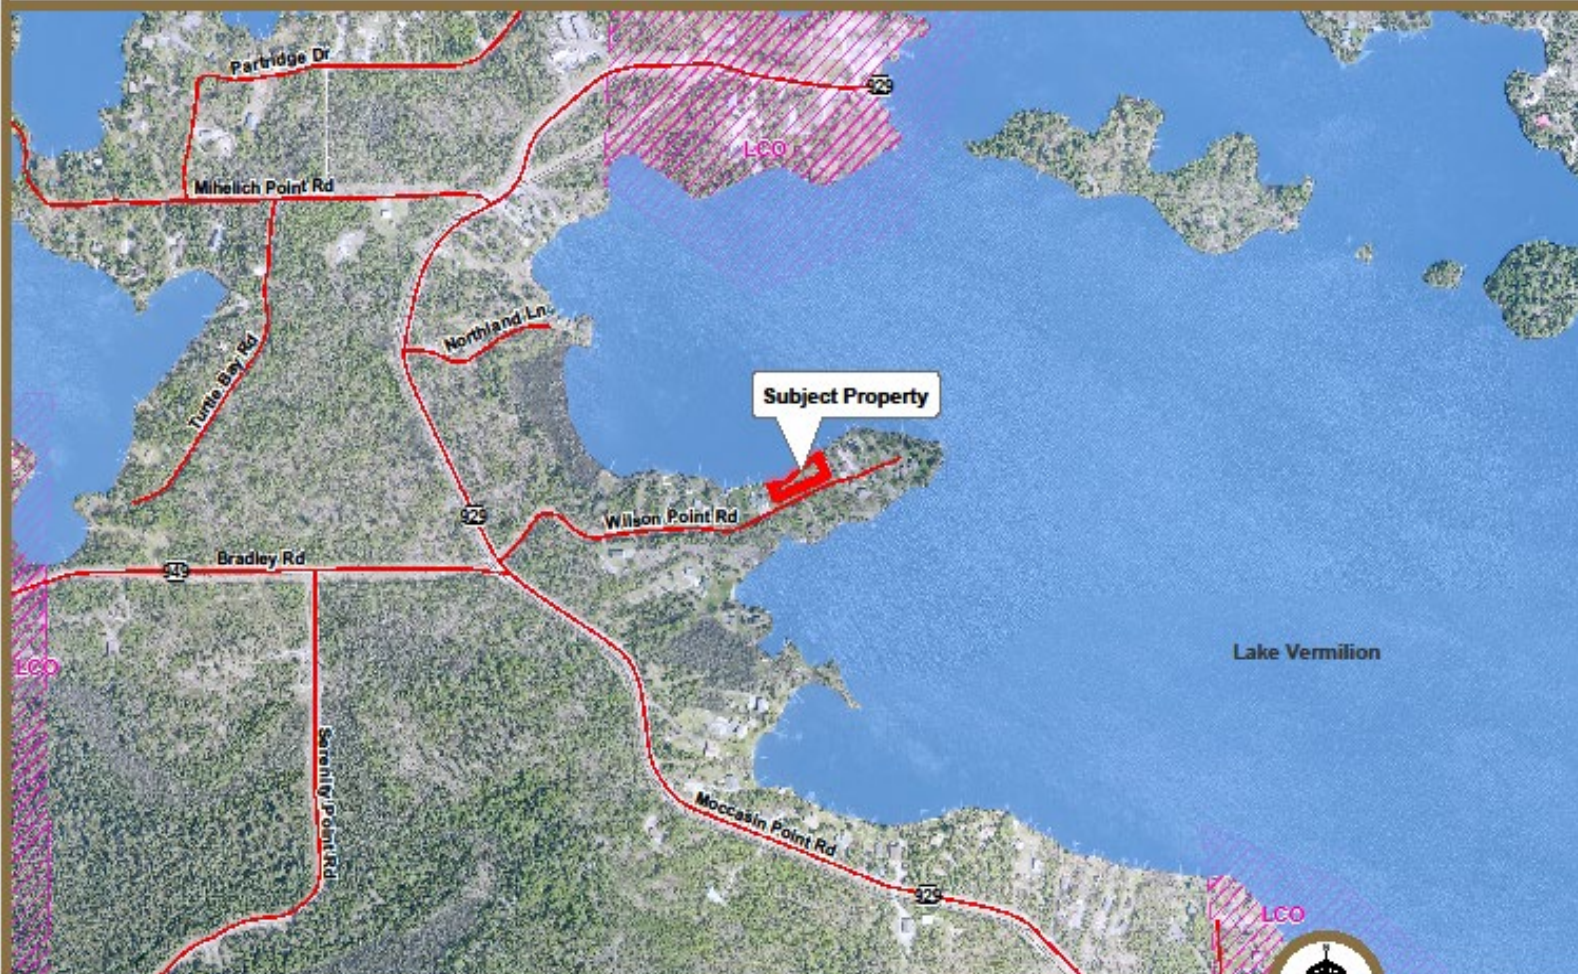 Partridge Dr
929
LCO
Mihelich Point Rd
Northland Ln
Turtle Bay Rd
Subject Property
929
Wilson Point Rd
Bradley Rd
949
Lake Vermilion
LCO
Serenity Point Rd
Moccasin Point Rd
929
LCO
N